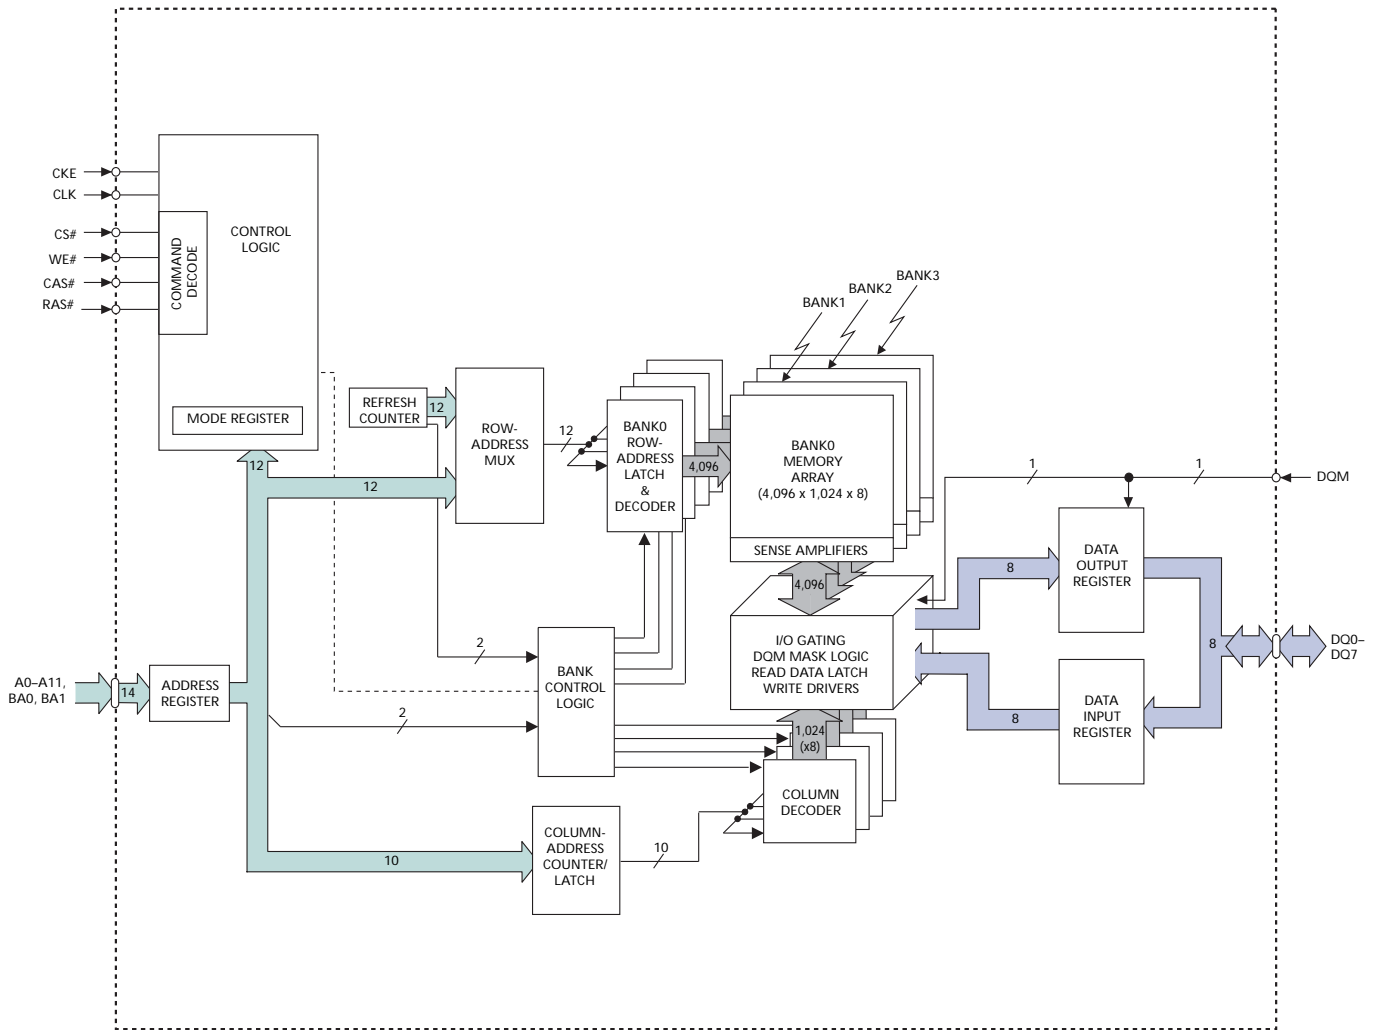 CKE
CLK
CS#
WE#
CAS#
RAS#
COMMAND
DECODE
CONTROL
LOGIC
MODE REGISTER
12
REFRESH
COUNTER
12
12
ROW-
ADDRESS
MUX
12
BANK0
ROW-
ADDRESS
LATCH
&
DECODER
4,096
BANK1
BANK2
BANK3
BANK0
MEMORY
ARRAY
(4,096 x 1,024 x 8)
SENSE AMPLIFIERS
4,096
I/O GATING
DQM MASK LOGIC
READ DATA LATCH
WRITE DRIVERS
1
1
DQM
DATA
OUTPUT
REGISTER
8
8
DQ0–
DQ7
DATA
INPUT
REGISTER
8
A0–A11,
BA0, BA1
14
ADDRESS
REGISTER
2
2
BANK
CONTROL
LOGIC
1,024
(x8)
COLUMN
DECODER
10
COLUMN-
ADDRESS
COUNTER/
LATCH
10